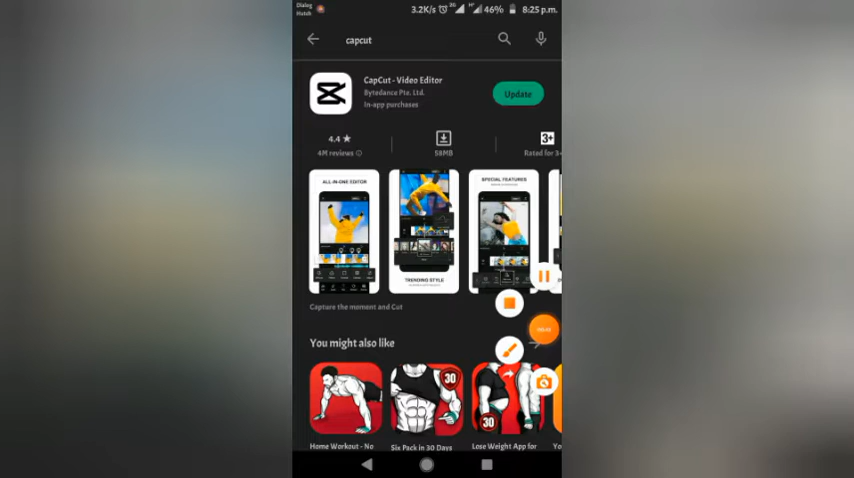 Dialog
Hutch
3.2K/s 46% 8:25 p.m.
capcut
CapCut - Video Editor
Bytedance Pte. Ltd.
In-app purchases
Update
4.4 ★
3+
4M reviews
58MB
Rated for 3+
ALL-IN-ONE EDITOR
SPECIAL FEATURES
TRENDING STYLE
Capture the moment and Cut
You might also like
30
30
Home Workout - No
Six Pack in 30 Days
Lose Weight App for
Yo